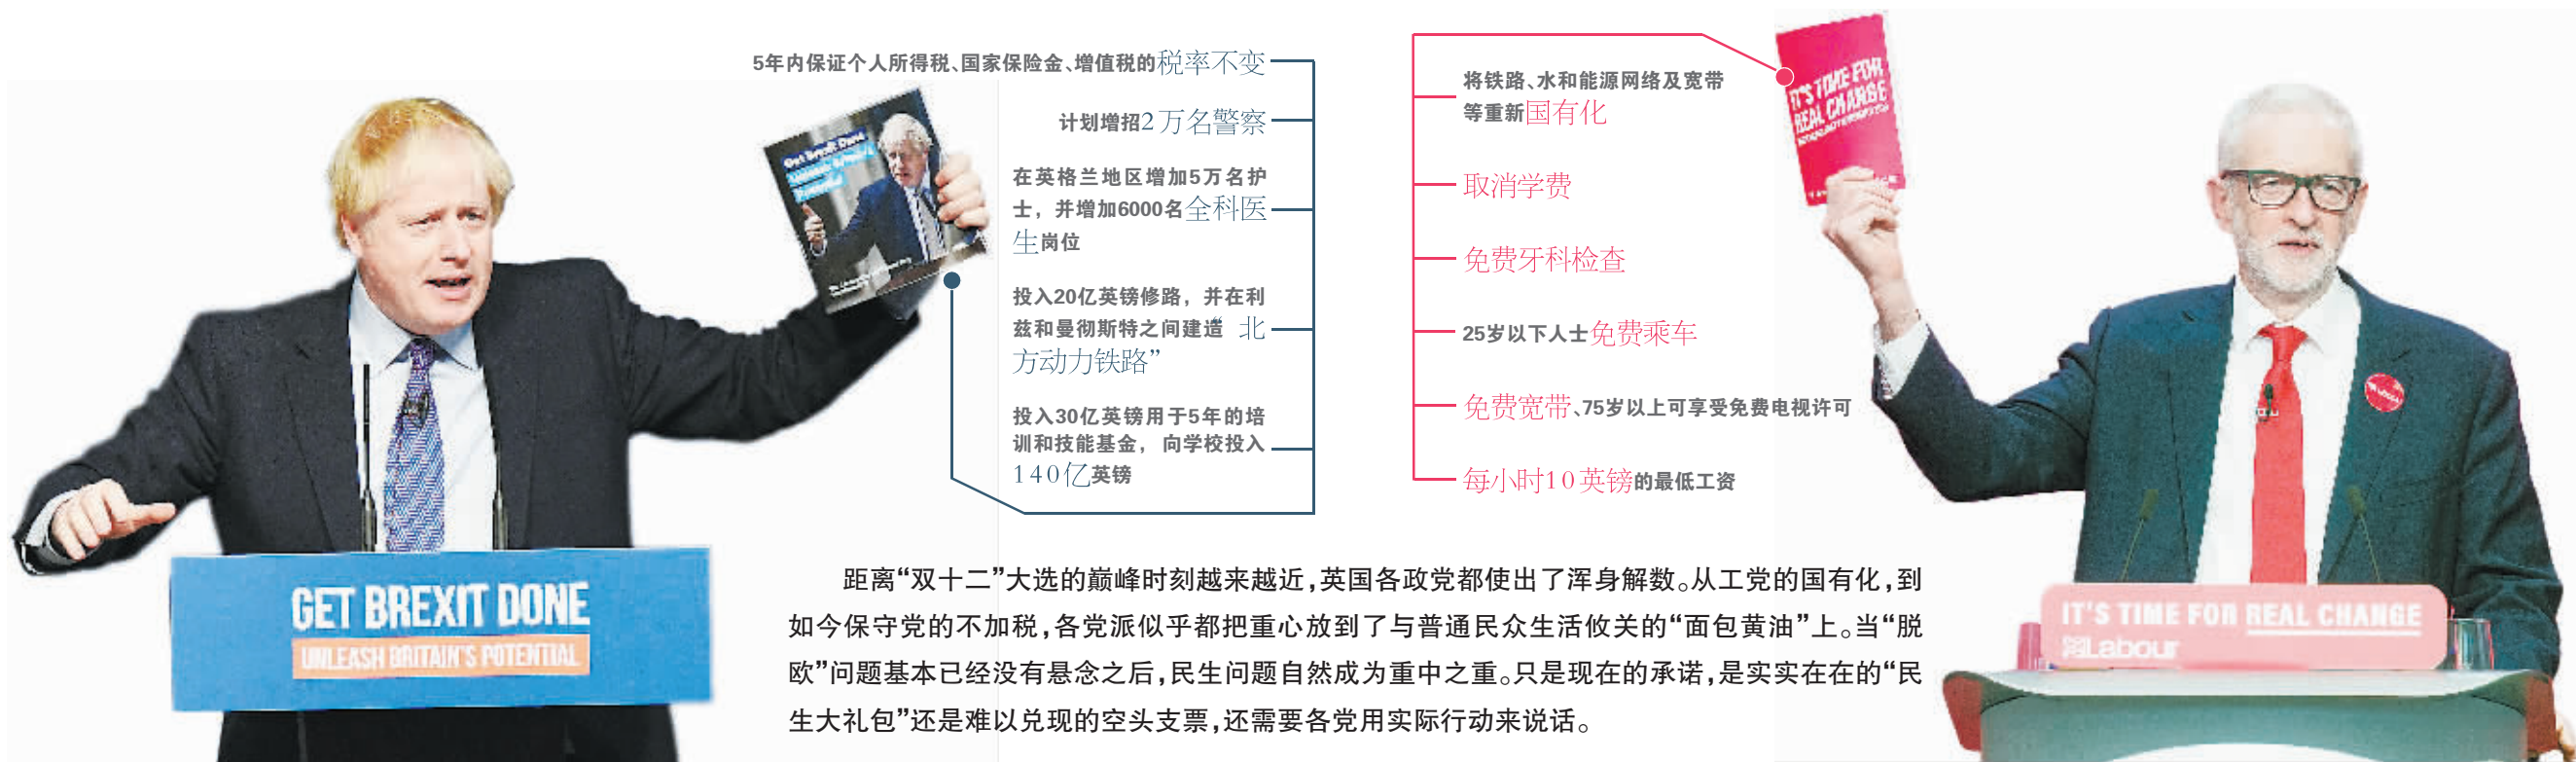 5年内保证个人所得税、国家保险金、增值税的税率不变
计划增招2万名警察
在英格兰地区增加5万名护
士，并增加6000名全科医
生岗位
投入20亿英镑修路，并在利
兹和曼彻斯特之间建造“北
方动力铁路”
投入30亿英镑用于5年的培
训和技能基金，向学校投入
140亿英镑
Get Brexit Done
Unleash Britain's
Potential
将铁路、水和能源网络及宽带
等重新国有化
取消学费
免费牙科检查
25岁以下人士免费乘车
免费宽带、75岁以上可享受免费电视许可
每小时10英镑的最低工资
IT'S TIME FOR
REAL CHANGE
GET BREXIT DONE
UNLEASH BRITAIN'S POTENTIAL
IT'S TIME FOR REAL CHANGE
Labour
距离“双十二”大选的巅峰时刻越来越近，英国各政党都使出了浑身解数。从工党的国有化，到
如今保守党的不加税，各党派似乎都把重心放到了与普通民众生活攸关的“面包黄油”上。当“脱
欧”问题基本已经没有悬念之后，民生问题自然成为重中之重。只是现在的承诺，是实实在在的“民
生大礼包”还是难以兑现的空头支票，还需要各党用实际行动来说话。